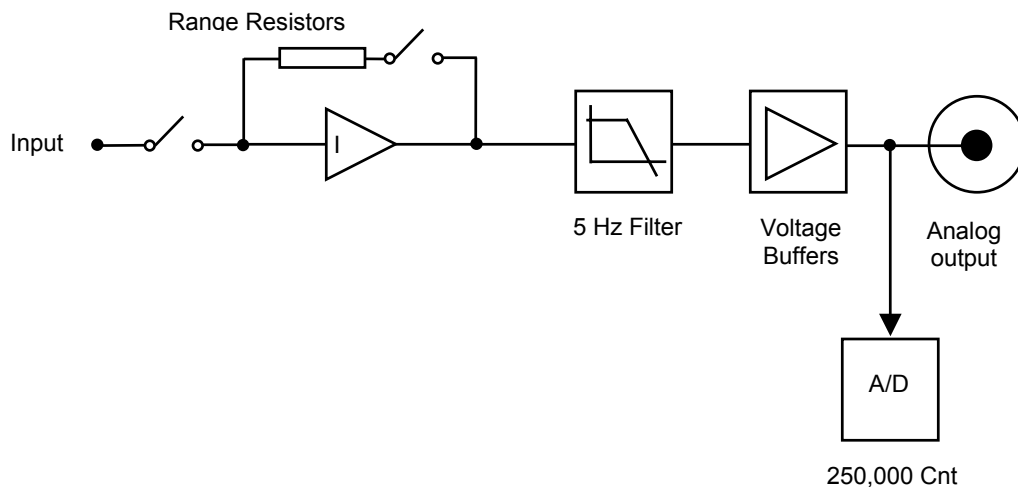 Range Resistors
Input
I
5 Hz Filter
Voltage
Buffers
Analog
output
A/D
250,000 Cnt